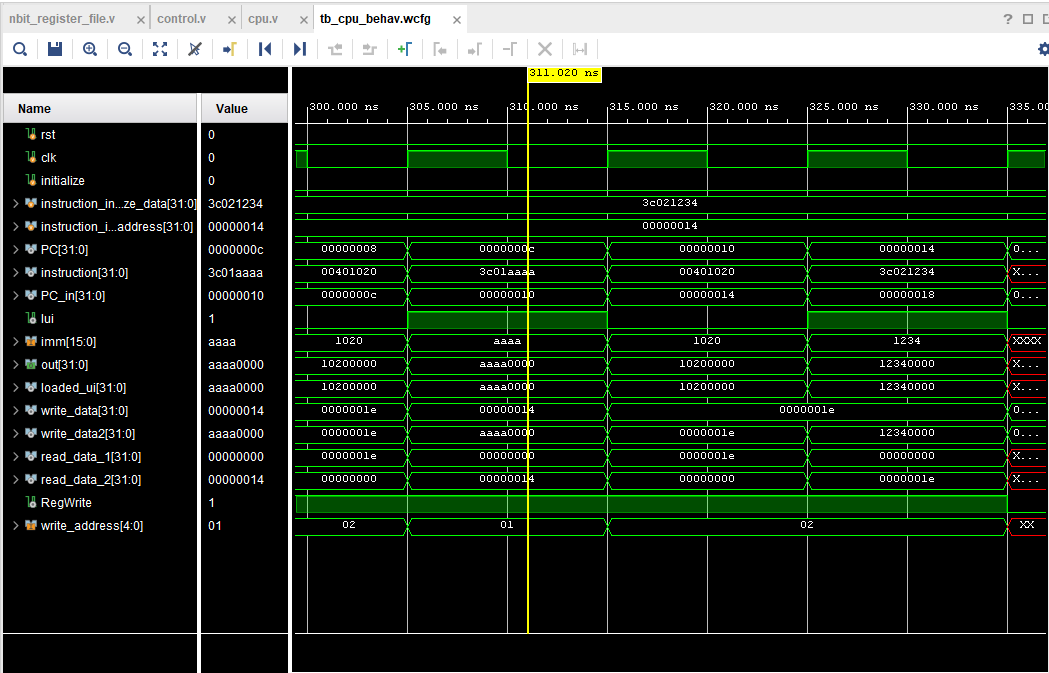 nbit_register_file.v × control.v × cpu.v × tb_cpu_behav.wcfg × ?
311.020 ns
Name Value
300.000 ns 305.000 ns 310.000 ns 315.000 ns 320.000 ns 325.000 ns 330.000 ns 335.00
rst 0
clk 0
initialize 0
instruction_in...ze_data[31:0] 3c021234 3c021234
instruction_i...address[31:0] 00000014 00000014
PC[31:0] 0000000c 00000008 0000000c 00000010 00000014 0...
instruction[31:0] 3c01aaaa 00401020 3c01aaaa 00401020 3c021234 X...
PC_in[31:0] 00000010 0000000c 00000010 00000014 00000018 0...
lui 1
imm[15:0] aaaa 1020 aaaa 1020 1234 XXXX
out[31:0] aaaa0000 10200000 aaaa0000 10200000 12340000 X...
loaded_ui[31:0] aaaa0000 10200000 aaaa0000 10200000 12340000 X...
write_data[31:0] 00000014 0000001e 00000014 0000001e 0...
write_data2[31:0] aaaa0000 0000001e aaaa0000 0000001e 12340000 0...
read_data_1[31:0] 00000000 0000001e 00000000 0000001e 00000000 X...
read_data_2[31:0] 00000014 00000000 00000014 00000000 0000001e X...
RegWrite 1
write_address[4:0] 01 02 01 02 XX